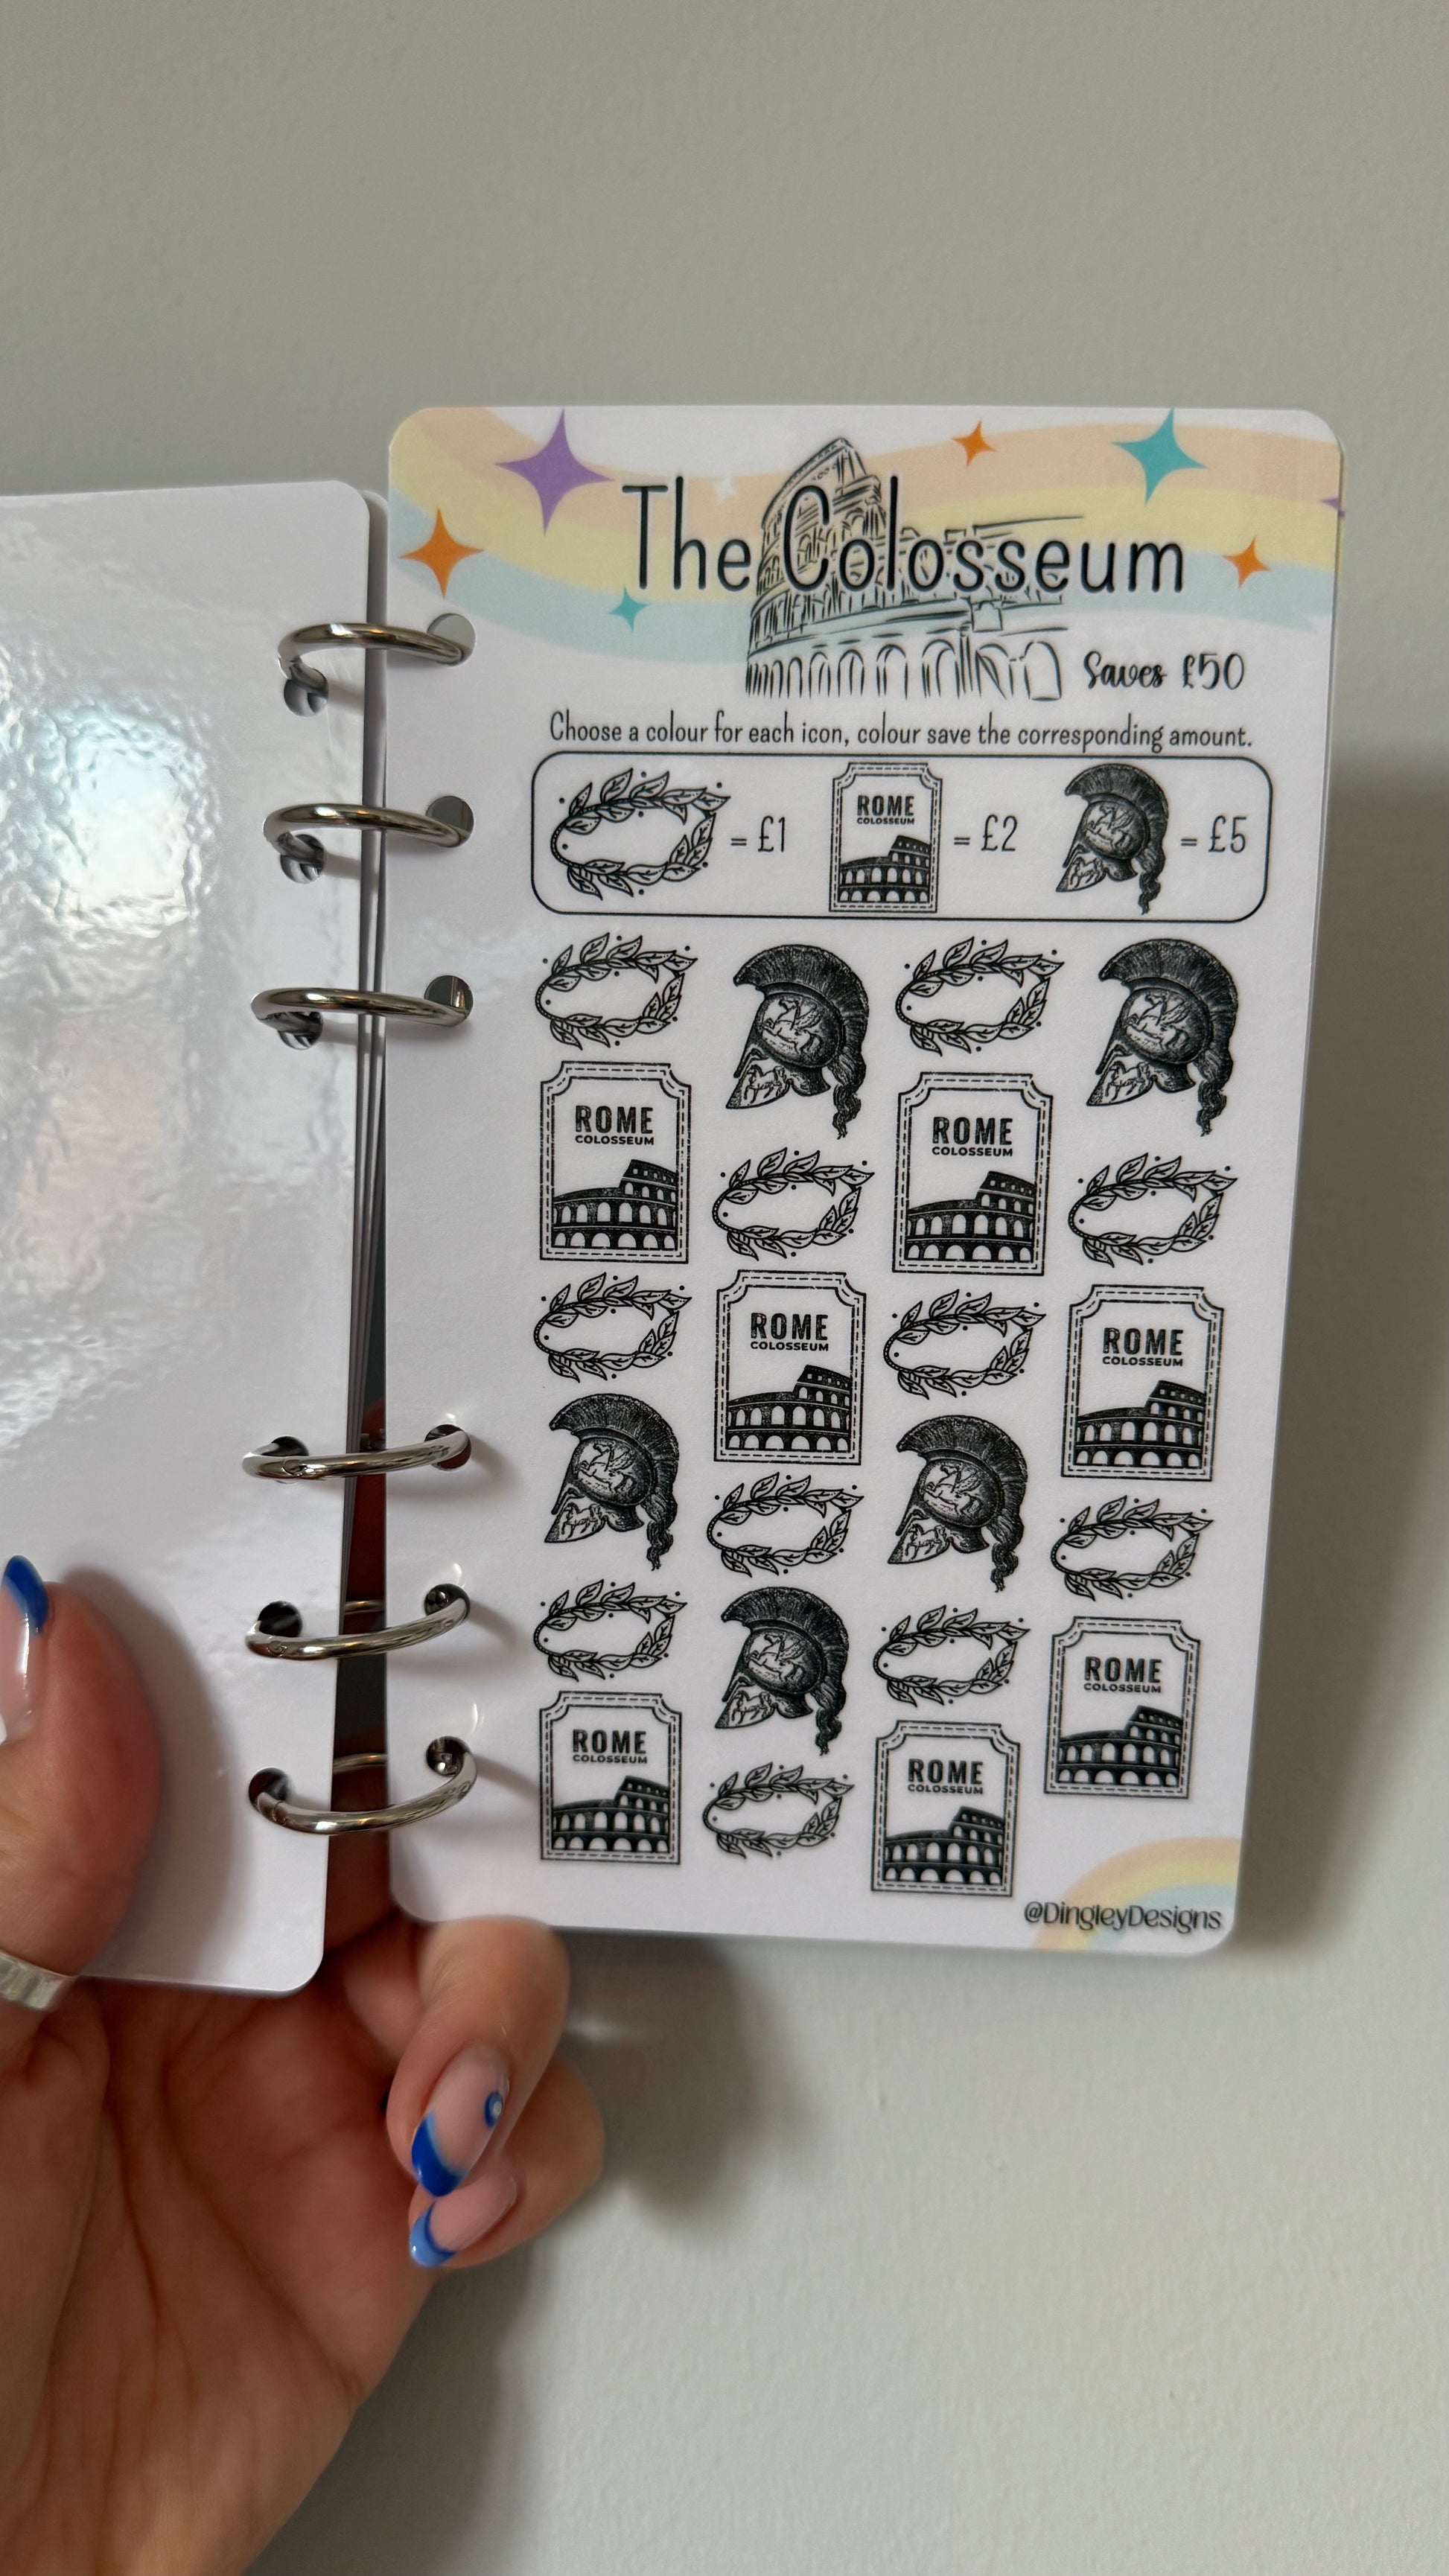 The Colosseum
Saves £50
Choose a colour for each icon, colour save the corresponding amount.
= £1
ROME
COLOSSEUM
= £2
= £5
ROME
COLOSSEUM
ROME
COLOSSEUM
ROME
COLOSSEUM
ROME
COLOSSEUM
ROME
COLOSSEUM
ROME
COLOSSEUM
ROME
COLOSSEUM
@DingleyDesigns